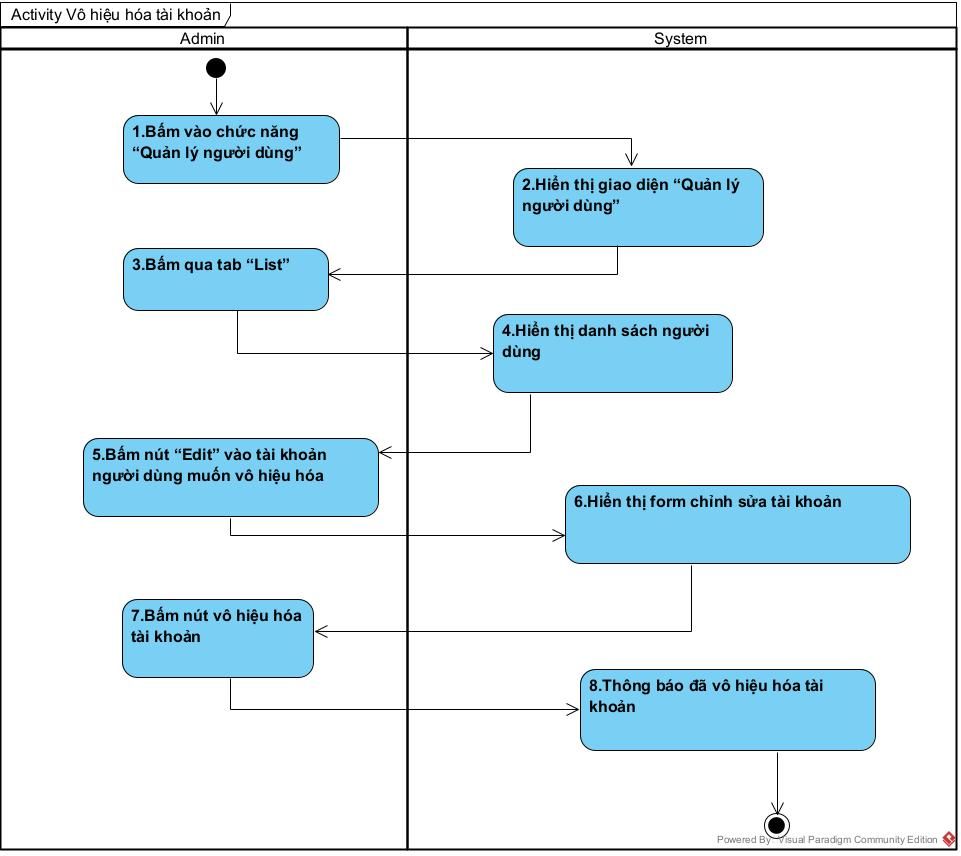 Activity Vô hiệu hóa tài khoản
Admin
System
1.Bấm vào chức năng
“Quản lý người dùng”
2.Hiển thị giao diện “Quản lý
người dùng”
3.Bấm qua tab “List”
4.Hiển thị danh sách người
dùng
5.Bấm nút “Edit” vào tài khoản
người dùng muốn vô hiệu hóa
6.Hiển thị form chỉnh sửa tài khoản
7.Bấm nút vô hiệu hóa
tài khoản
8.Thông báo đã vô hiệu hóa tài
khoản
Powered By Visual Paradigm Community Edition